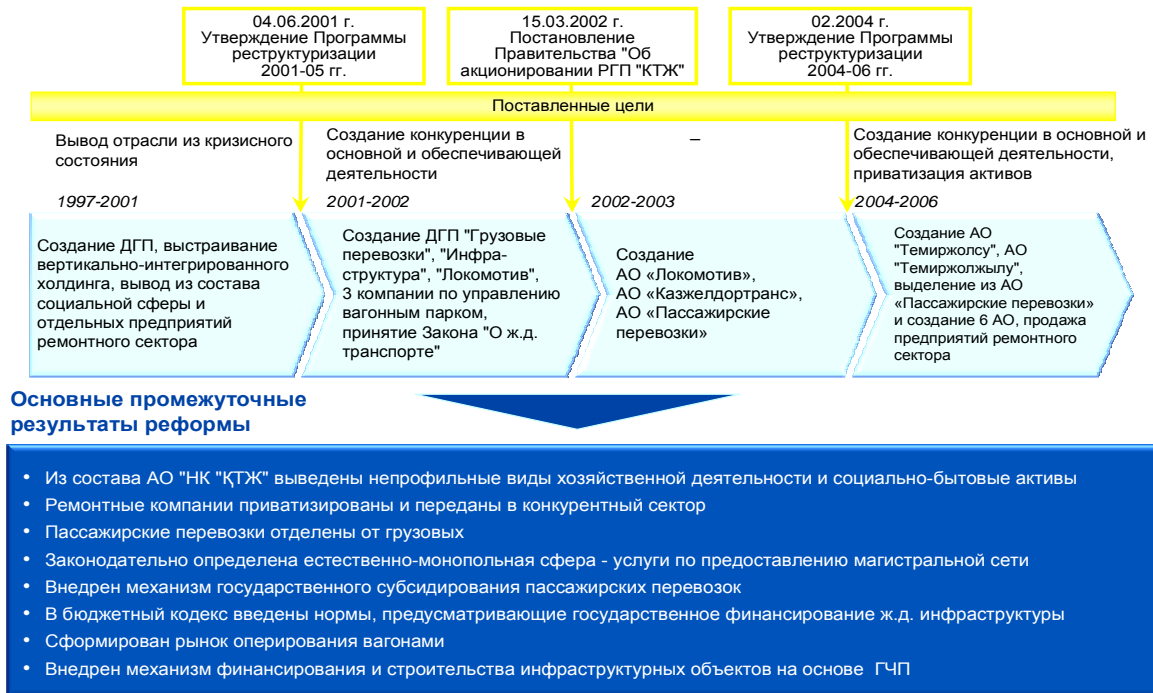 04.06.2001 г.
Утверждение Программы
реструктуризации
2001-05 гг.
15.03.2002 г.
Постановление
Правительства "Об
акционировании РГП "КТЖ"
02.2004 г.
Утверждение Программы
реструктуризации
2004-06 гг.
Поставленные цели
Вывод отрасли из кризисного
состояния
Создание конкуренции в
основной и обеспечивающей
деятельности
–
Создание конкуренции в основной и
обеспечивающей деятельности,
приватизация активов
1997-2001
2001-2002
2002-2003
2004-2006
Создание ДГП, выстраивание
вертикально-интегрированного
холдинга, вывод из состава
социальной сферы и
отдельных предприятий
ремонтного сектора
Создание ДГП "Грузовые
перевозки", "Инфра-
структура", "Локомотив",
3 компании по управлению
вагонным парком,
принятие Закона "О ж.д.
транспорте"
Создание
АО «Локомотив»,
АО «Казжелдортранс»,
АО «Пассажирские
перевозки»
Создание АО
"Темиржолсу", АО
"Темиржолжылу",
выделение из АО
«Пассажирские перевозки»
и создание 6 АО, продажа
предприятий ремонтного
сектора
Основные промежуточные
результаты реформы
• Из состава АО "НК "ҚТЖ" выведены непрофильные виды хозяйственной деятельности и социально-бытовые активы
• Ремонтные компании приватизированы и переданы в конкурентный сектор
• Пассажирские перевозки отделены от грузовых
• Законодательно определена естественно-монопольная сфера - услуги по предоставлению магистральной сети
• Внедрен механизм государственного субсидирования пассажирских перевозок
• В бюджетный кодекс введены нормы, предусматривающие государственное финансирование ж.д. инфраструктуры
• Сформирован рынок оперирования вагонами
• Внедрен механизм финансирования и строительства инфраструктурных объектов на основе ГЧП